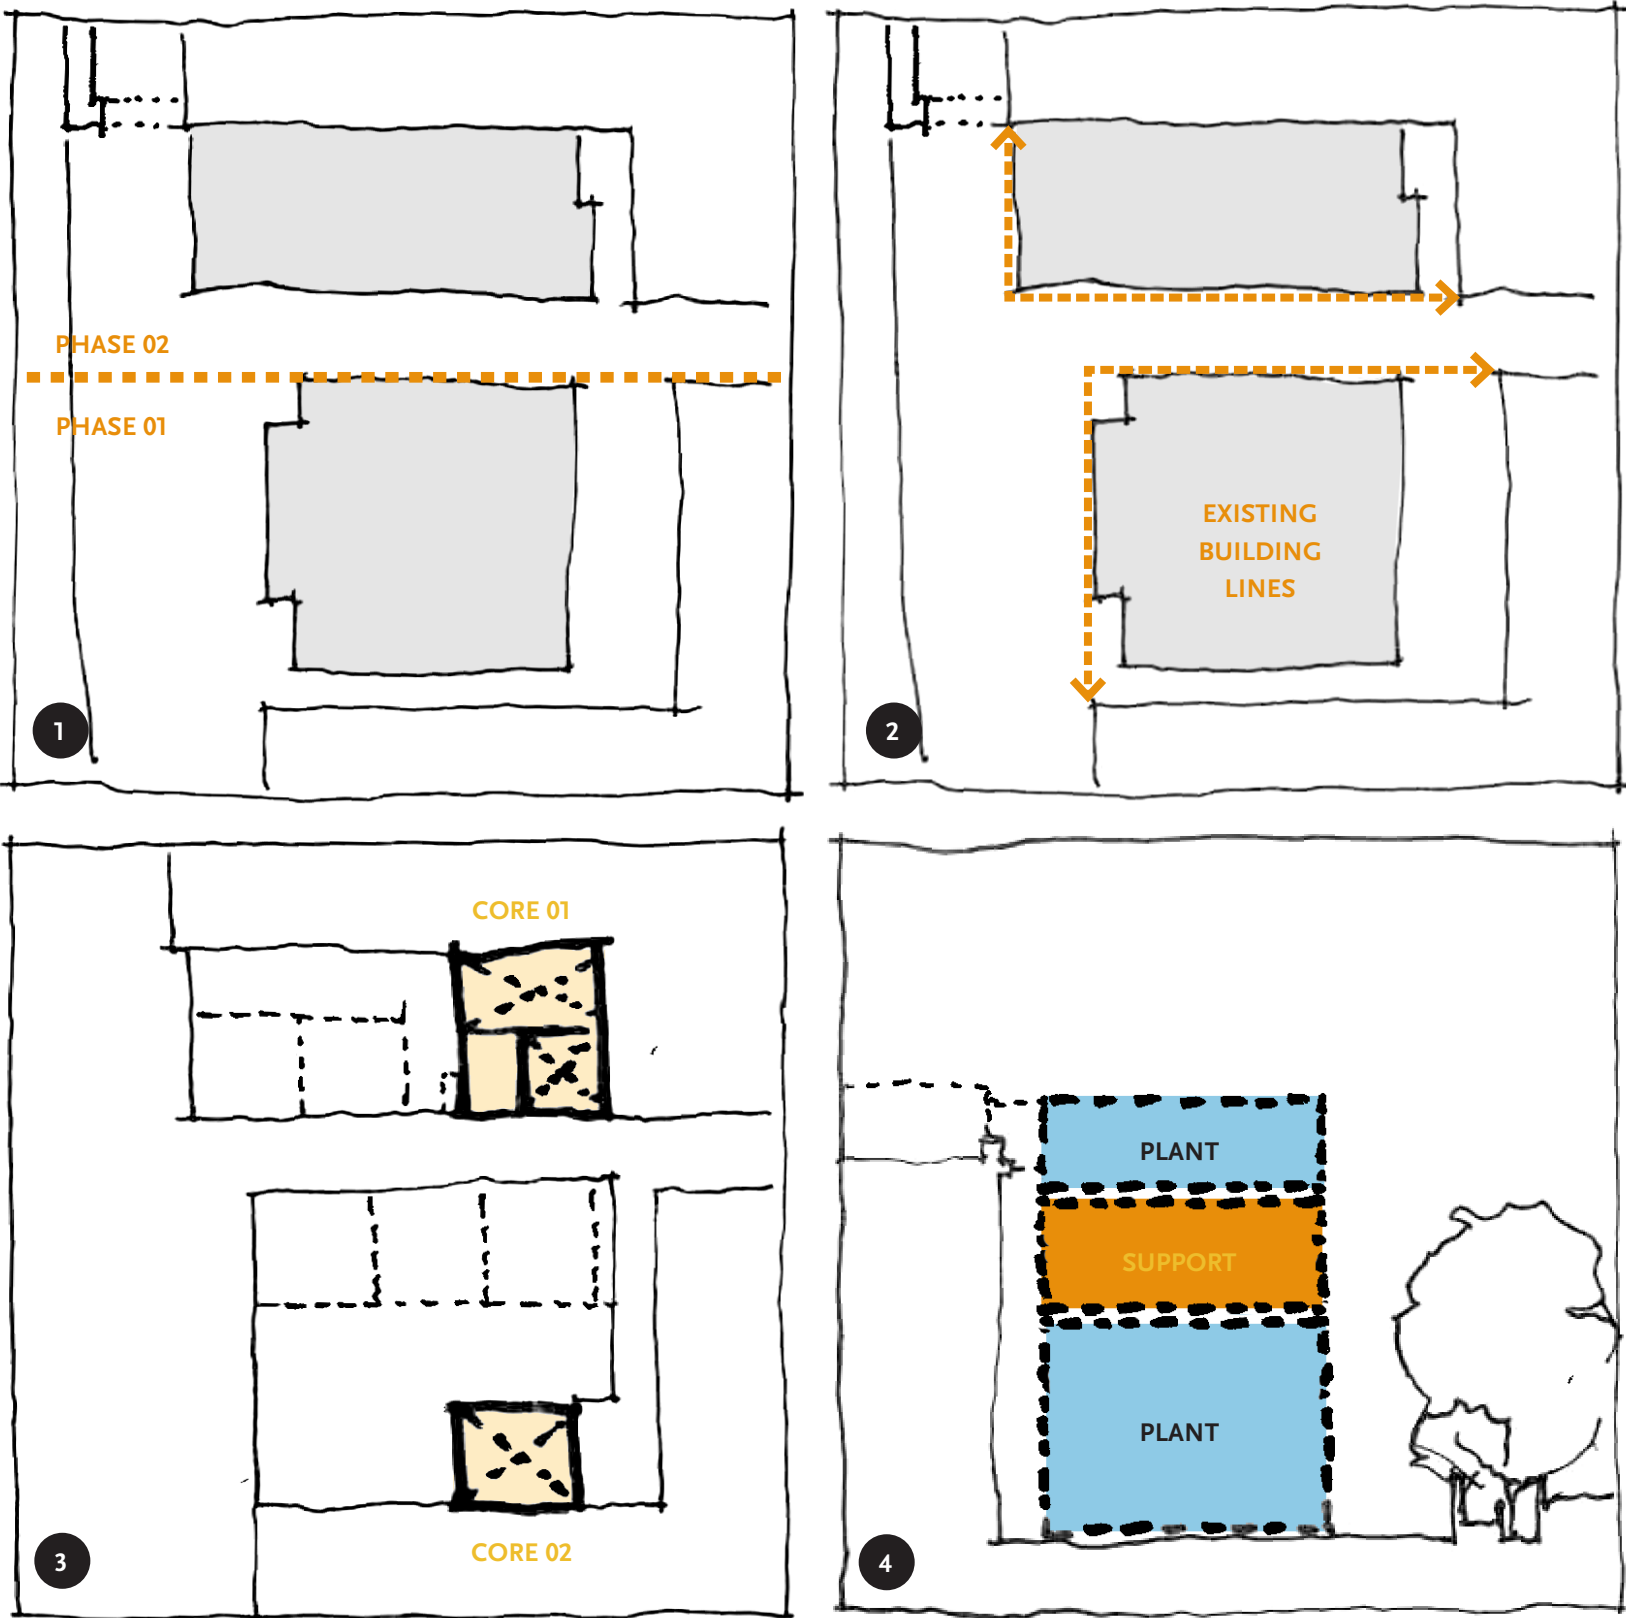 PHASE 02
PHASE 01
1
EXISTING
BUILDING
LINES
2
CORE 01
CORE 02
3
PLANT
SUPPORT
PLANT
4